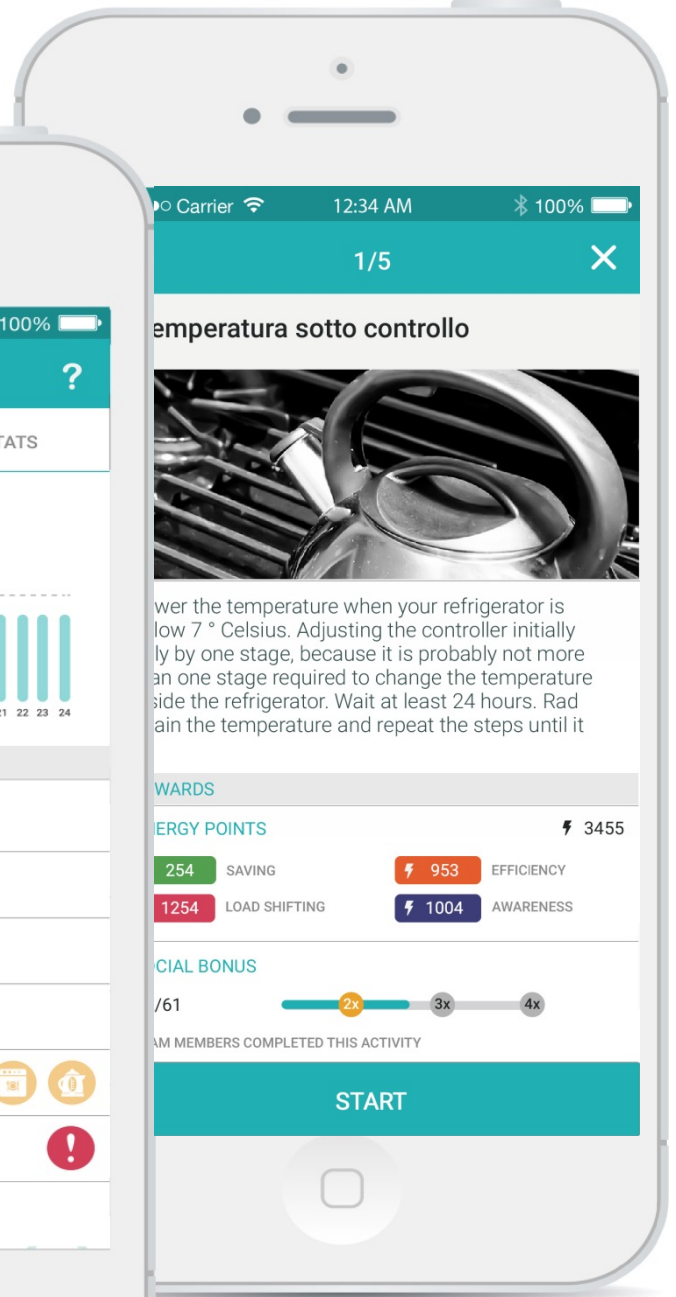 Carrier 12:34 AM 100%
1/5
emperatura sotto controllo
wer the temperature when your refrigerator is
low 7 ° Celsius. Adjusting the controller initially
ly by one stage, because it is probably not more
an one stage required to change the temperature
side the refrigerator. Wait at least 24 hours. Rad
ain the temperature and repeat the steps until it
WARDS
ERGY POINTS 3455
254 SAVING 953 EFFICIENCY
1254 LOAD SHIFTING 1004 AWARENESS
CIAL BONUS
/61 2x 3x 4x
AM MEMBERS COMPLETED THIS ACTIVITY
START
100%
?
TATS
21 22 23 24
!